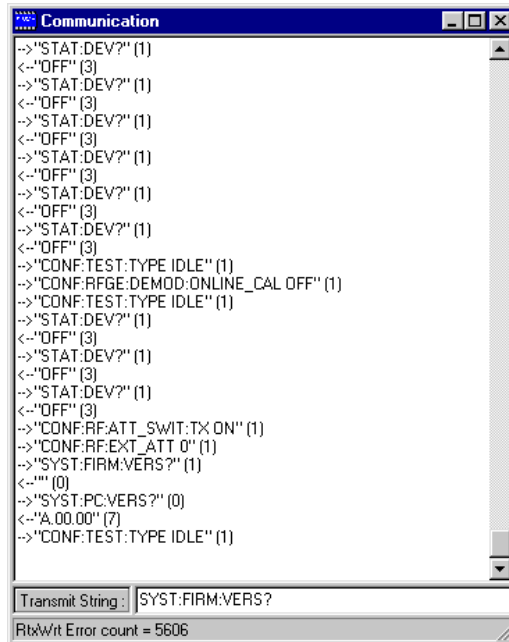 Communication
-->"STAT:DEV?" (1)
<--"OFF" (3)
-->"STAT:DEV?" (1)
<--"OFF" (3)
-->"STAT:DEV?" (1)
<--"OFF" (3)
-->"STAT:DEV?" (1)
<--"OFF" (3)
-->"STAT:DEV?" (1)
<--"OFF" (3)
-->"STAT:DEV?" (1)
<--"OFF" (3)
-->"CONF:TEST:TYPE IDLE" (1)
-->"CONF:RFGE:DEMOD:ONLINE_CAL OFF" (1)
-->"CONF:TEST:TYPE IDLE" (1)
-->"STAT:DEV?" (1)
<--"OFF" (3)
-->"STAT:DEV?" (1)
<--"OFF" (3)
-->"STAT:DEV?" (1)
<--"OFF" (3)
-->"CONF:RF:ATT_SWIT:TX ON" (1)
-->"CONF:RF:EXT_ATT 0" (1)
-->"SYST:FIRM:VERS?" (1)
<--"" (0)
-->"SYST:PC:VERS?" (0)
<--"A.00.00" (7)
-->"CONF:TEST:TYPE IDLE" (1)
Transmit String : SYST:FIRM:VERS?
RtxWrt Error count = 5606